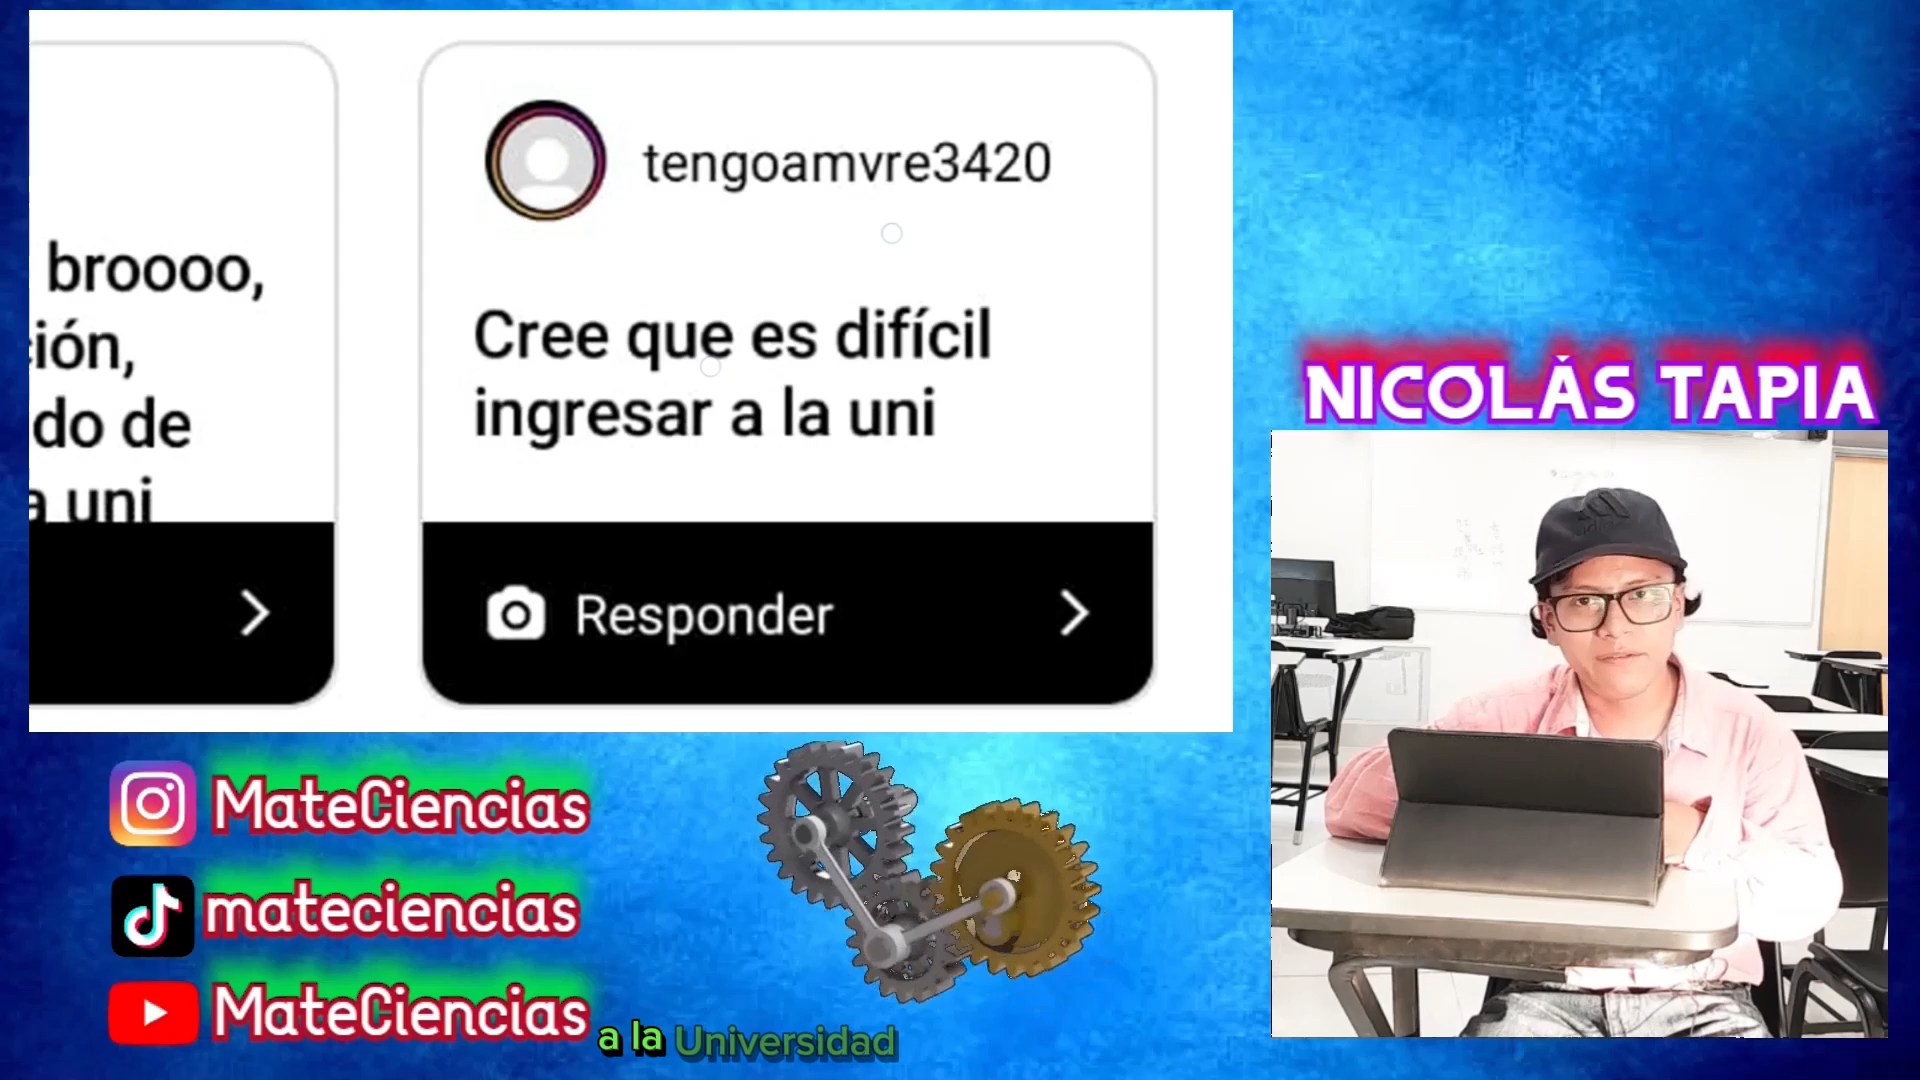 broooo,
ción,
do de
a uni
tengoamvre3420
Cree que es difícil
ingresar a la uni
Responder
NICOLÁS TAPIA
MateCiencias
mateciencias
MateCiencias
a la Universidad